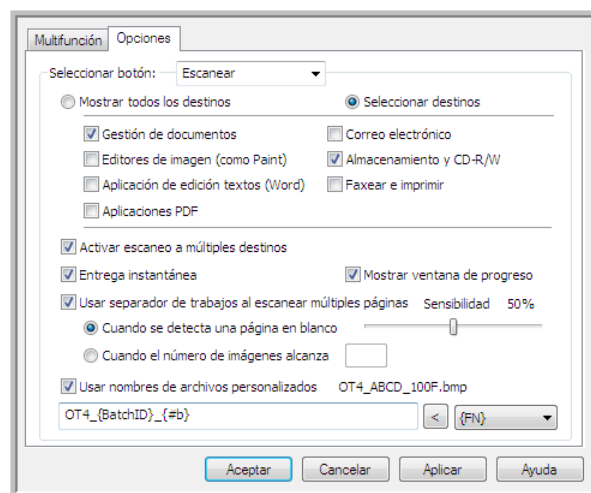 Multifunción Opciones
Seleccionar botón: Escanear
Mostrar todos los destinos Seleccionar destinos
Gestión de documentos Correo electrónico
Editores de imagen (como Paint) Almacenamiento y CD-R/W
Aplicación de edición textos (Word) Faxear e imprimir
Aplicaciones PDF
Activar escaneo a múltiples destinos
Entrega instantánea Mostrar ventana de progreso
Usar separador de trabajos al escanear múltiples páginas Sensibilidad 50%
Cuando se detecta una página en blanco
Cuando el número de imágenes alcanza
Usar nombres de archivos personalizados OT4_ABCD_100F.bmp
OT4_{BatchID}_{#b} < {FN}
Aceptar Cancelar Aplicar Ayuda